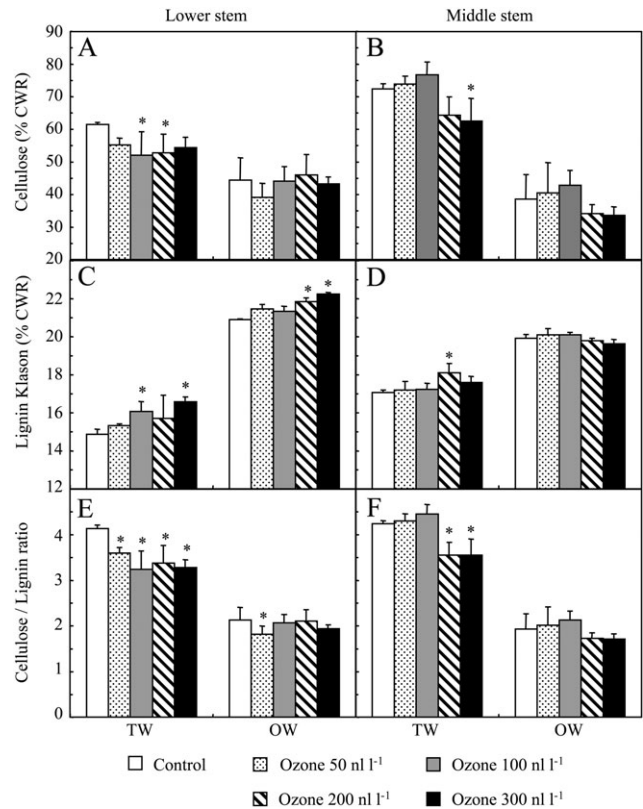 Lower stem
Middle stem
A
B
Cellulose (% CWR)
90
80
70
60
50
40
30
20
* *
*
C
D
Lignin Klason (% CWR)
22
20
18
16
14
12
* *
* *
*
E
F
Cellulose / Lignin ratio
4
3
2
1
0
* * * *
*
* *
TW
OW
TW
OW
Control
Ozone 50 nl l⁻¹
Ozone 100 nl l⁻¹
Ozone 200 nl l⁻¹
Ozone 300 nl l⁻¹